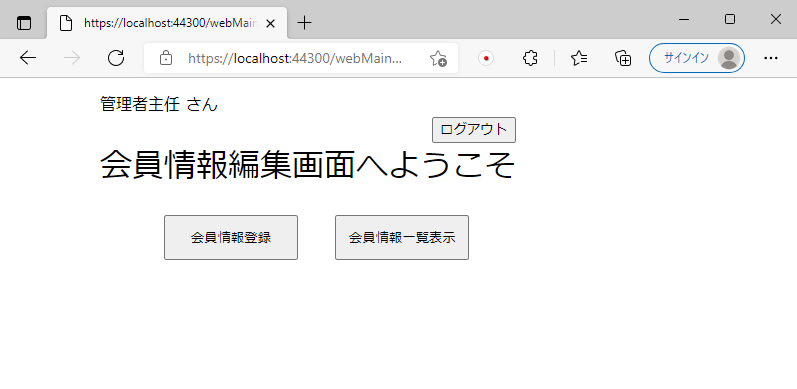 https://localhost:44300/webMain
https://localhost:44300/webMain...
サインイン
管理者主任 さん
ログアウト
会員情報編集画面へようこそ
会員情報登録
会員情報一覧表示